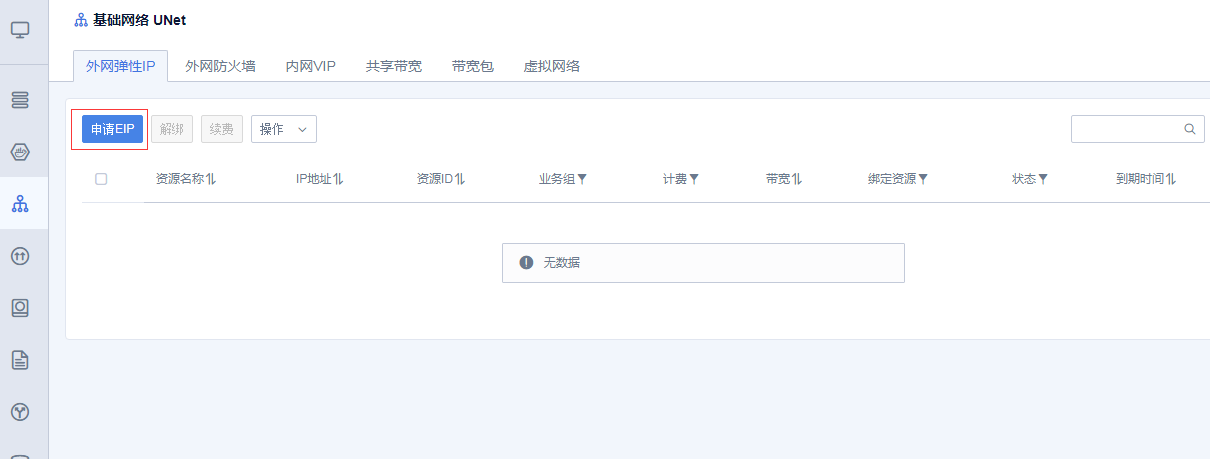 基础网络 UNet
外网弹性IP 外网防火墙 内网VIP 共享带宽 带宽包 虚拟网络
申请EIP 解绑 续费 操作
资源名称 IP地址 资源ID 业务组 计费 带宽 绑定资源 状态 到期时间
无数据